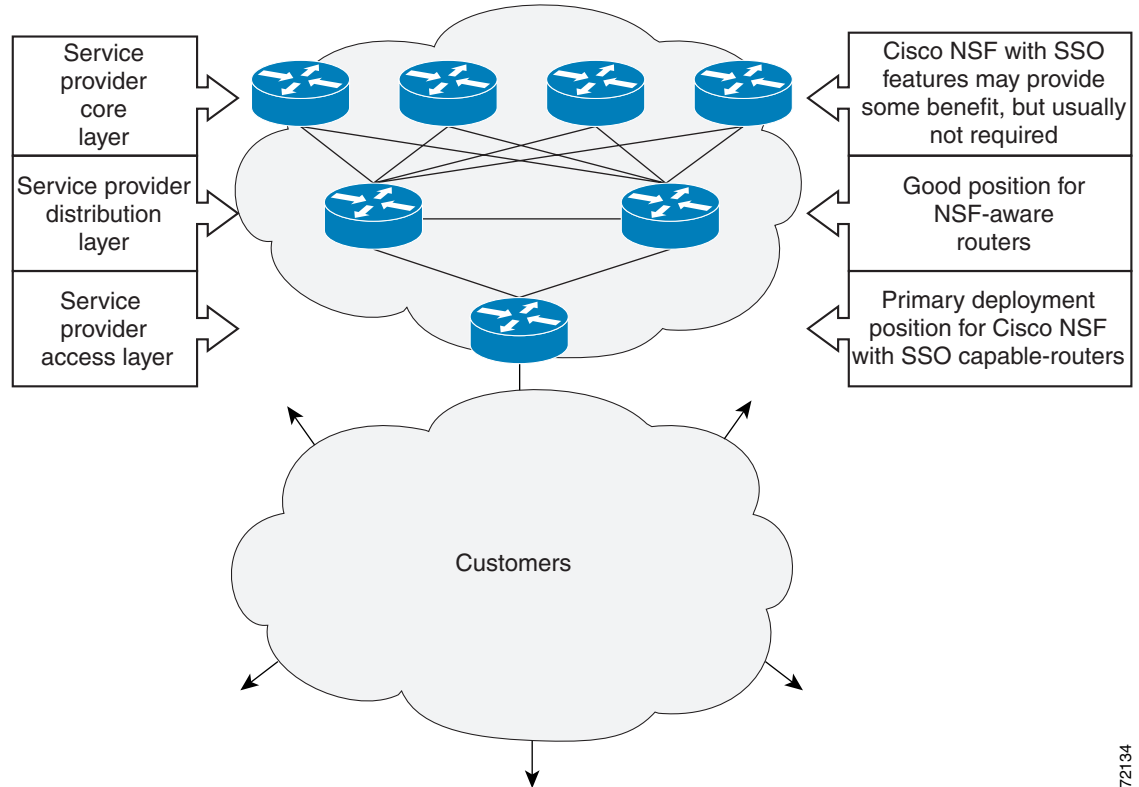 Service
provider
core
layer
Cisco NSF with SSO
features may provide
some benefit, but usually
not required
Service provider
distribution
layer
Good position for
NSF-aware
routers
Service
provider
access layer
Primary deployment
position for Cisco NSF
with SSO capable-routers
Customers
72134